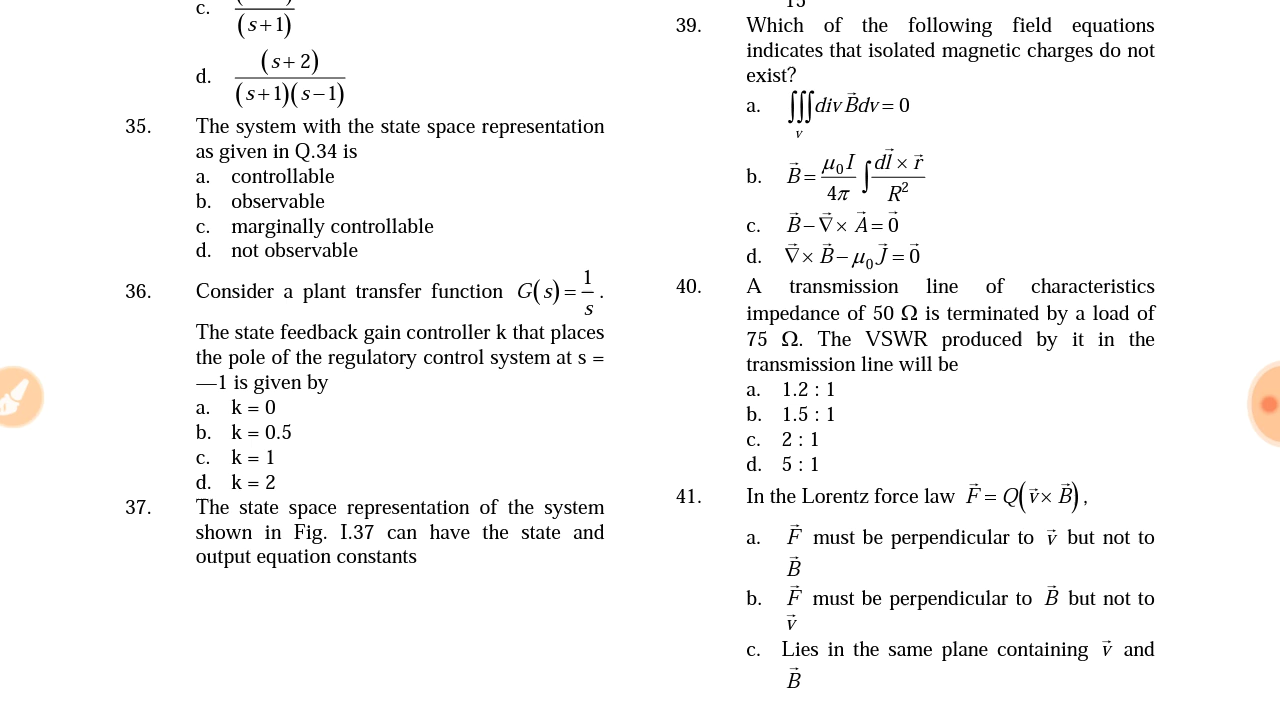 c. (s+1)
d. (s+2)
(s+1)(s−1)
35. The system with the state space representation
as given in Q.34 is
a. controllable
b. observable
c. marginally controllable
d. not observable
36. Consider a plant transfer function G(s)=1/s.
The state feedback gain controller k that places
the pole of the regulatory control system at s =
—1 is given by
a. k = 0
b. k = 0.5
c. k = 1
d. k = 2
37. The state space representation of the system
shown in Fig. I.37 can have the state and
output equation constants
39. Which of the following field equations
indicates that isolated magnetic charges do not
exist?
a. ∭_v div B⃗dv = 0
b. B⃗ = μ₀I/4π ∫ dl⃗ × r⃗/R²
c. B⃗ − ∇⃗ × A⃗ = 0⃗
d. ∇⃗ × B⃗ − μ₀J⃗ = 0⃗
40. A transmission line of characteristics
impedance of 50 Ω is terminated by a load of
75 Ω. The VSWR produced by it in the
transmission line will be
a. 1.2 : 1
b. 1.5 : 1
c. 2 : 1
d. 5 : 1
41. In the Lorentz force law F⃗ = Q(v⃗ × B⃗),
a. F⃗ must be perpendicular to v⃗ but not to
B⃗
b. F⃗ must be perpendicular to B⃗ but not to
v⃗
c. Lies in the same plane containing v⃗ and
B⃗